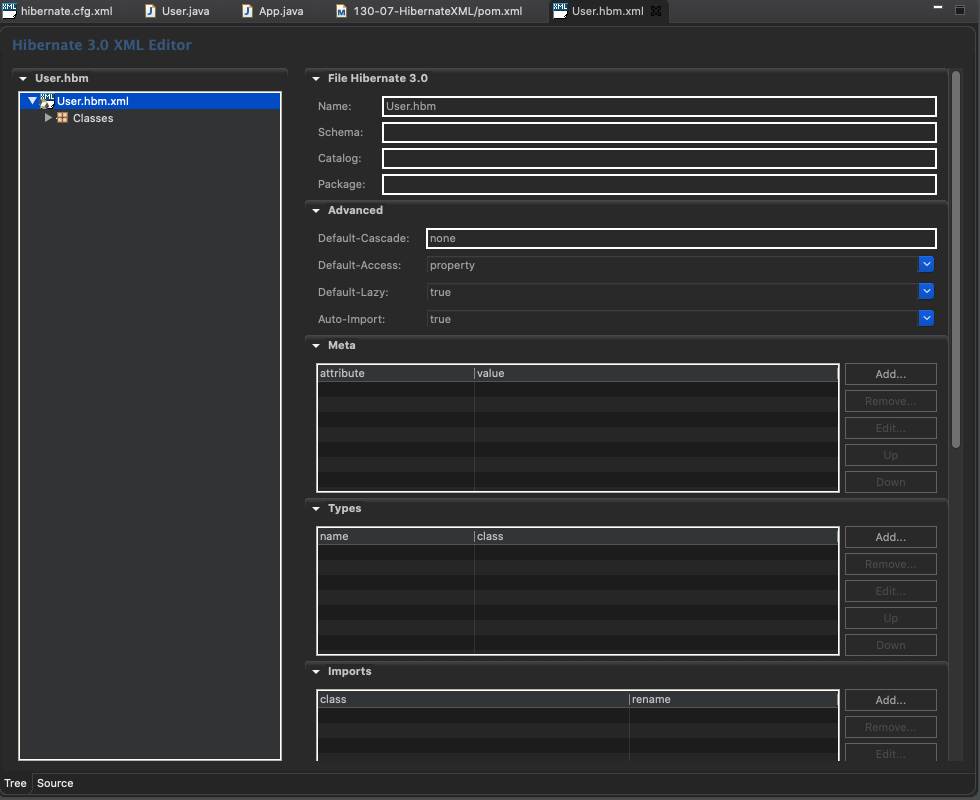 hibernate.cfg.xml
User.java
App.java
130-07-HibernateXML/pom.xml
User.hbm.xml
Hibernate 3.0 XML Editor
User.hbm
User.hbm.xml
Classes
File Hibernate 3.0
Name: User.hbm
Schema:
Catalog:
Package:
Advanced
Default-Cascade: none
Default-Access: property
Default-Lazy: true
Auto-Import: true
Meta
attribute value
Add...
Remove...
Edit...
Up
Down
Types
name class
Add...
Remove...
Edit...
Up
Down
Imports
class rename
Add...
Remove...
Edit...
Tree Source